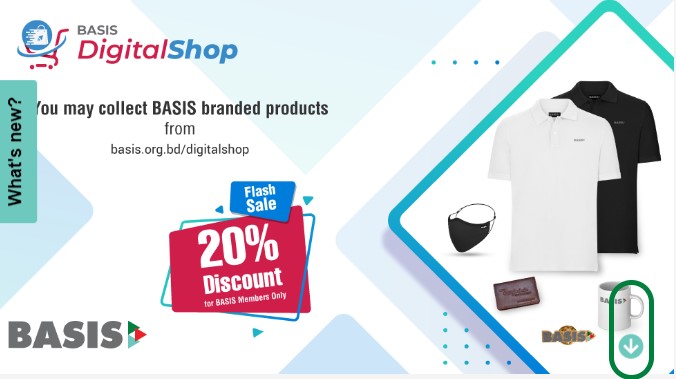 BASIS
DigitalShop
What's new?
You may collect BASIS branded products
from
basis.org.bd/digitalshop
Flash
Sale
20%
Discount
for BASIS Members Only
BASIS
BASIS
BASIS